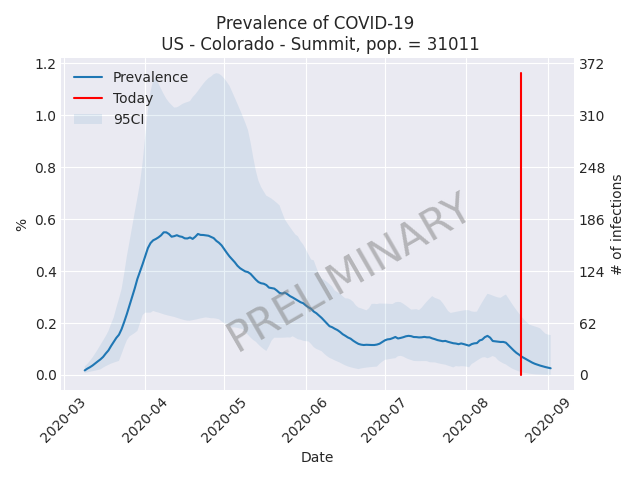 Prevalence of COVID-19
US - Colorado - Summit, pop. = 31011
Prevalence
Today
95CI
1.2
1.0
0.8
0.6
0.4
0.2
0.0
%
372
310
248
186
124
62
0
# of infections
PRELIMINARY
2020-03
2020-04
2020-05
2020-06
2020-07
2020-08
2020-09
Date